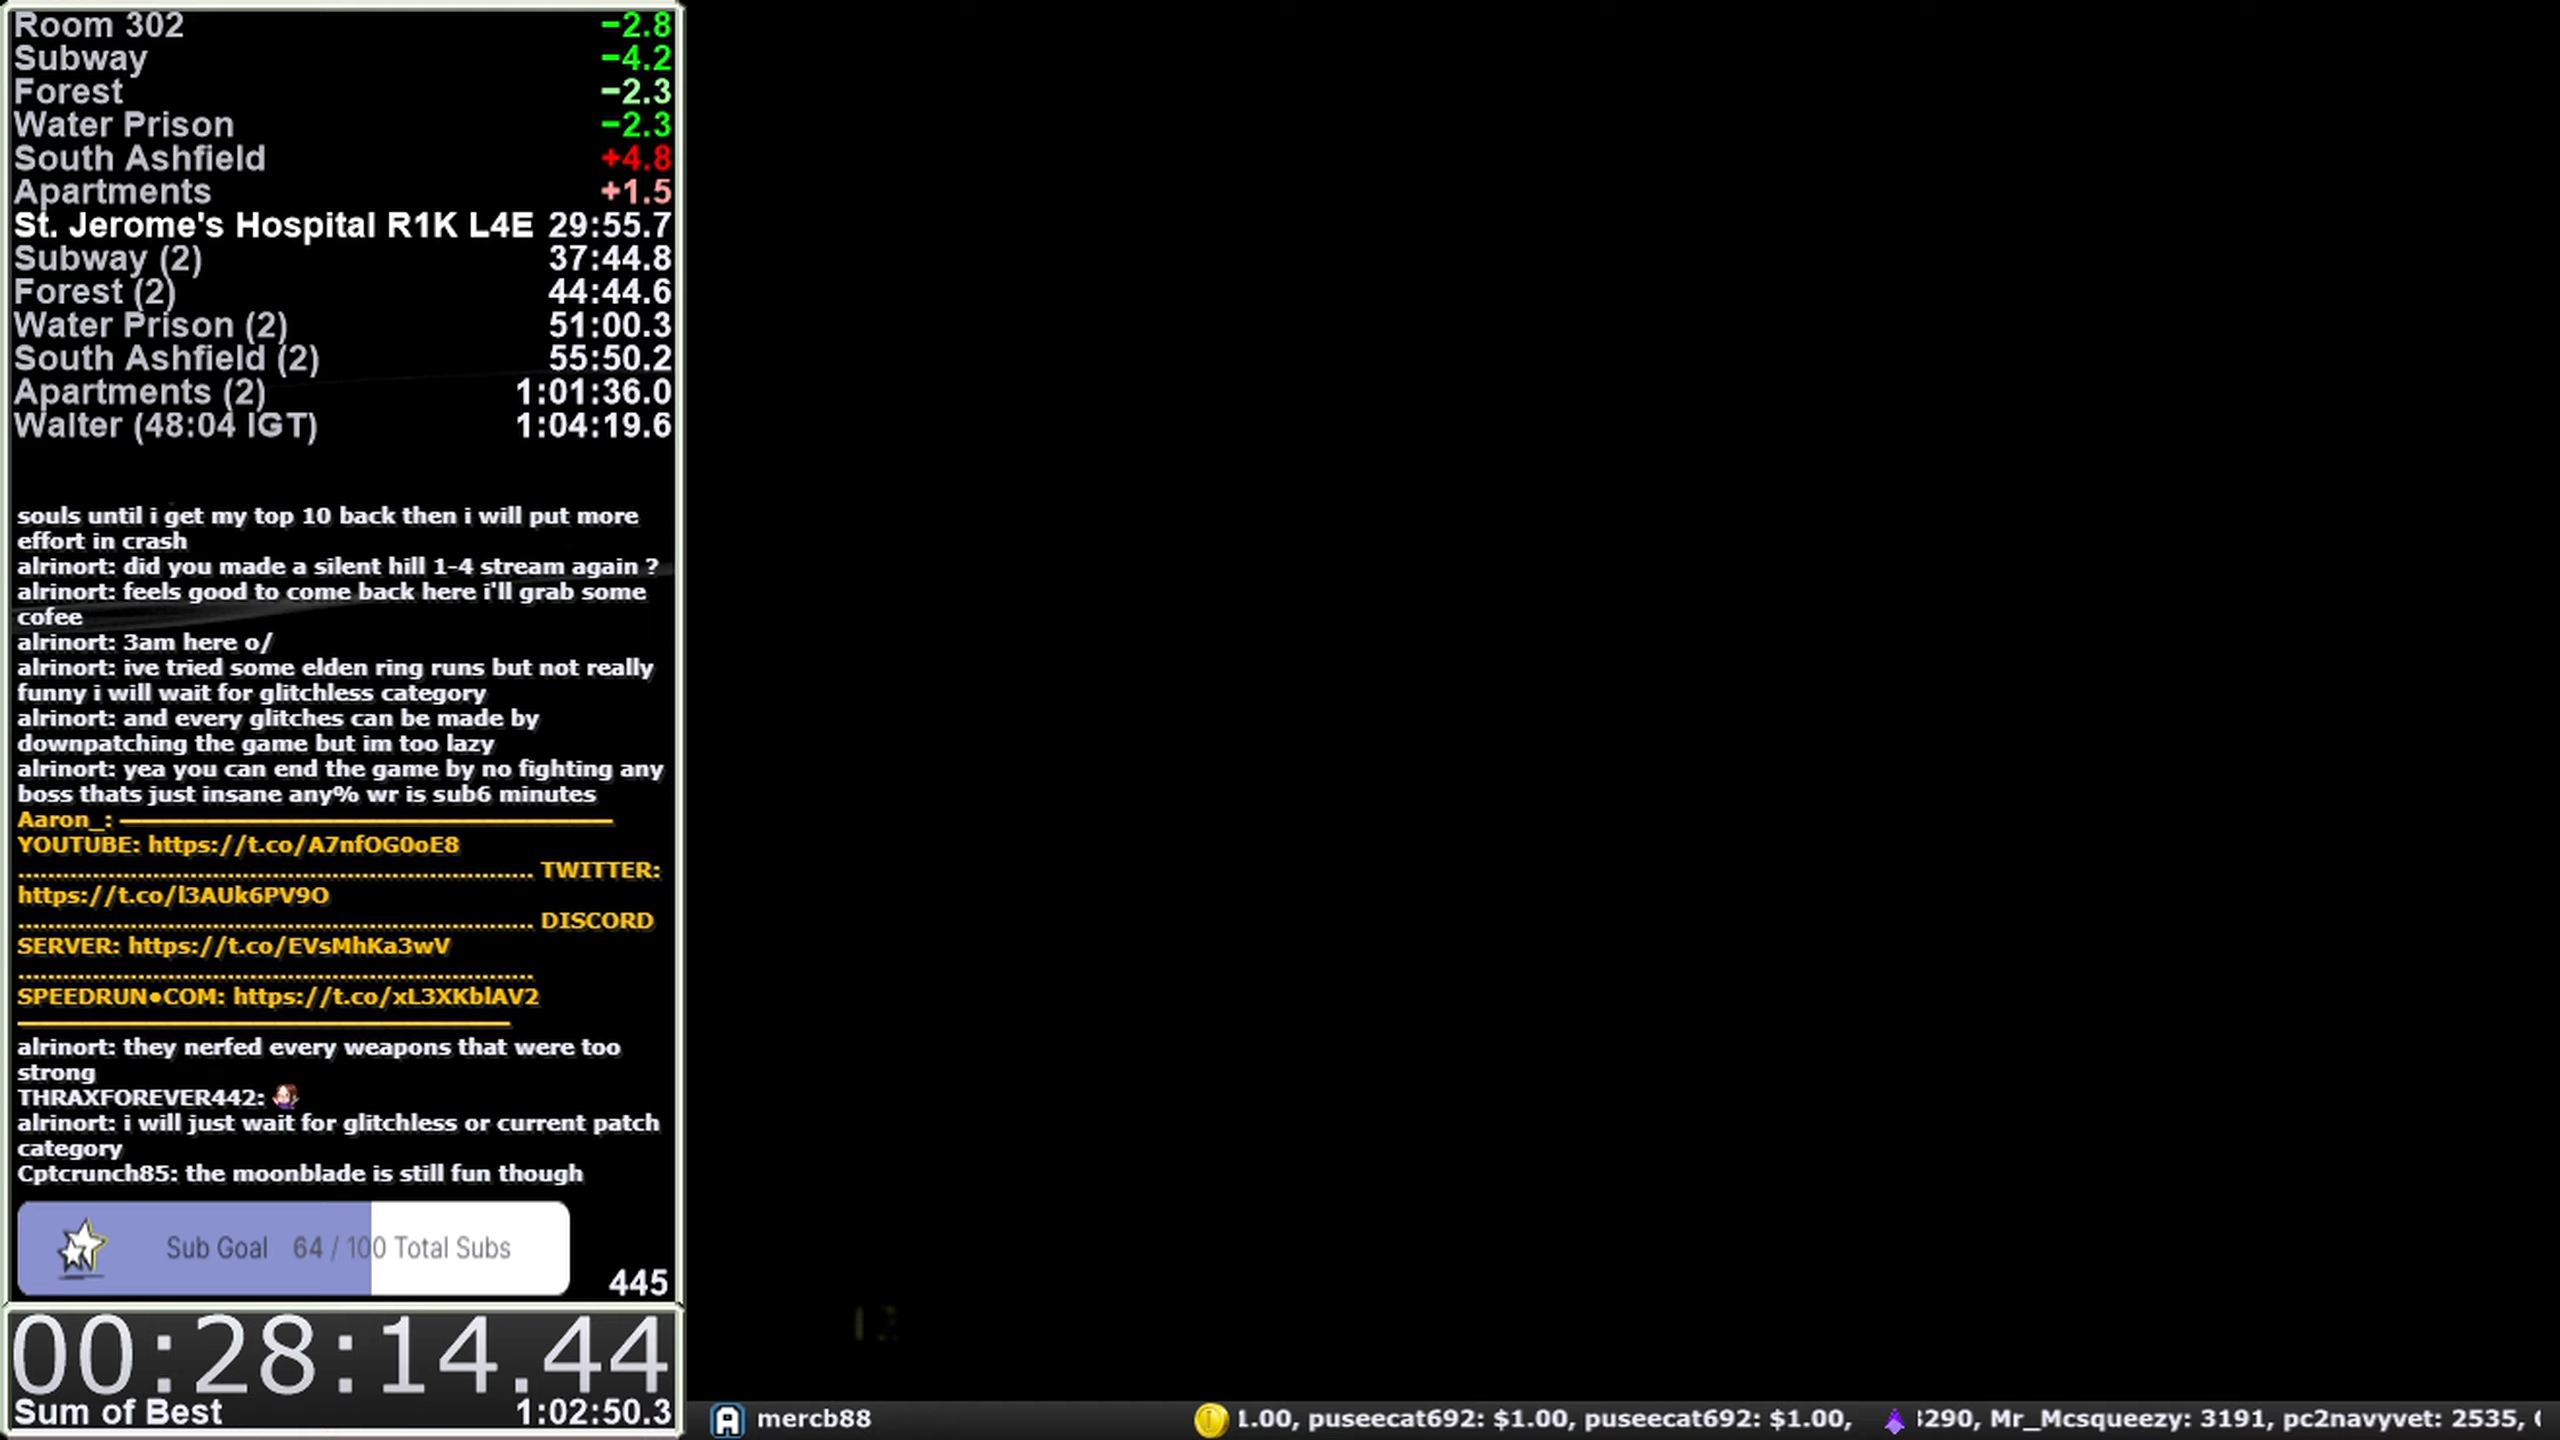 Room 302 −2.8
Subway −4.2
Forest −2.3
Water Prison −2.3
South Ashfield +4.8
Apartments +1.5
St. Jerome's Hospital R1K L4E 29:55.7
Subway (2) 37:44.8
Forest (2) 44:44.6
Water Prison (2) 51:00.3
South Ashfield (2) 55:50.2
Apartments (2) 1:01:36.0
Walter (48:04 IGT) 1:04:19.6
souls until i get my top 10 back then i will put more
effort in crash
alrinort: did you made a silent hill 1-4 stream again ?
alrinort: feels good to come back here i'll grab some
cofee
alrinort: 3am here o/
alrinort: ive tried some elden ring runs but not really
funny i will wait for glitchless category
alrinort: and every glitches can be made by
downpatching the game but im too lazy
alrinort: yea you can end the game by no fighting any
boss thats just insane any% wr is sub6 minutes
Aaron_:
YOUTUBE: https://t.co/A7nfOG0oE8
TWITTER:
https://t.co/l3AUk6PV9O
DISCORD
SERVER: https://t.co/EVsMhKa3wV
SPEEDRUN●COM: https://t.co/xL3XKblAV2
alrinort: they nerfed every weapons that were too
strong
THRAXFOREVER442:
alrinort: i will just wait for glitchless or current patch
category
Cptcrunch85: the moonblade is still fun though
Sub Goal 64 / 100 Total Subs
445
00:28:14.44
Sum of Best 1:02:50.3
mercb88
1.00, puseecat692: $1.00, puseecat692: $1.00,
3290, Mr_Mcsqueezy: 3191, pc2navyvet: 2535,